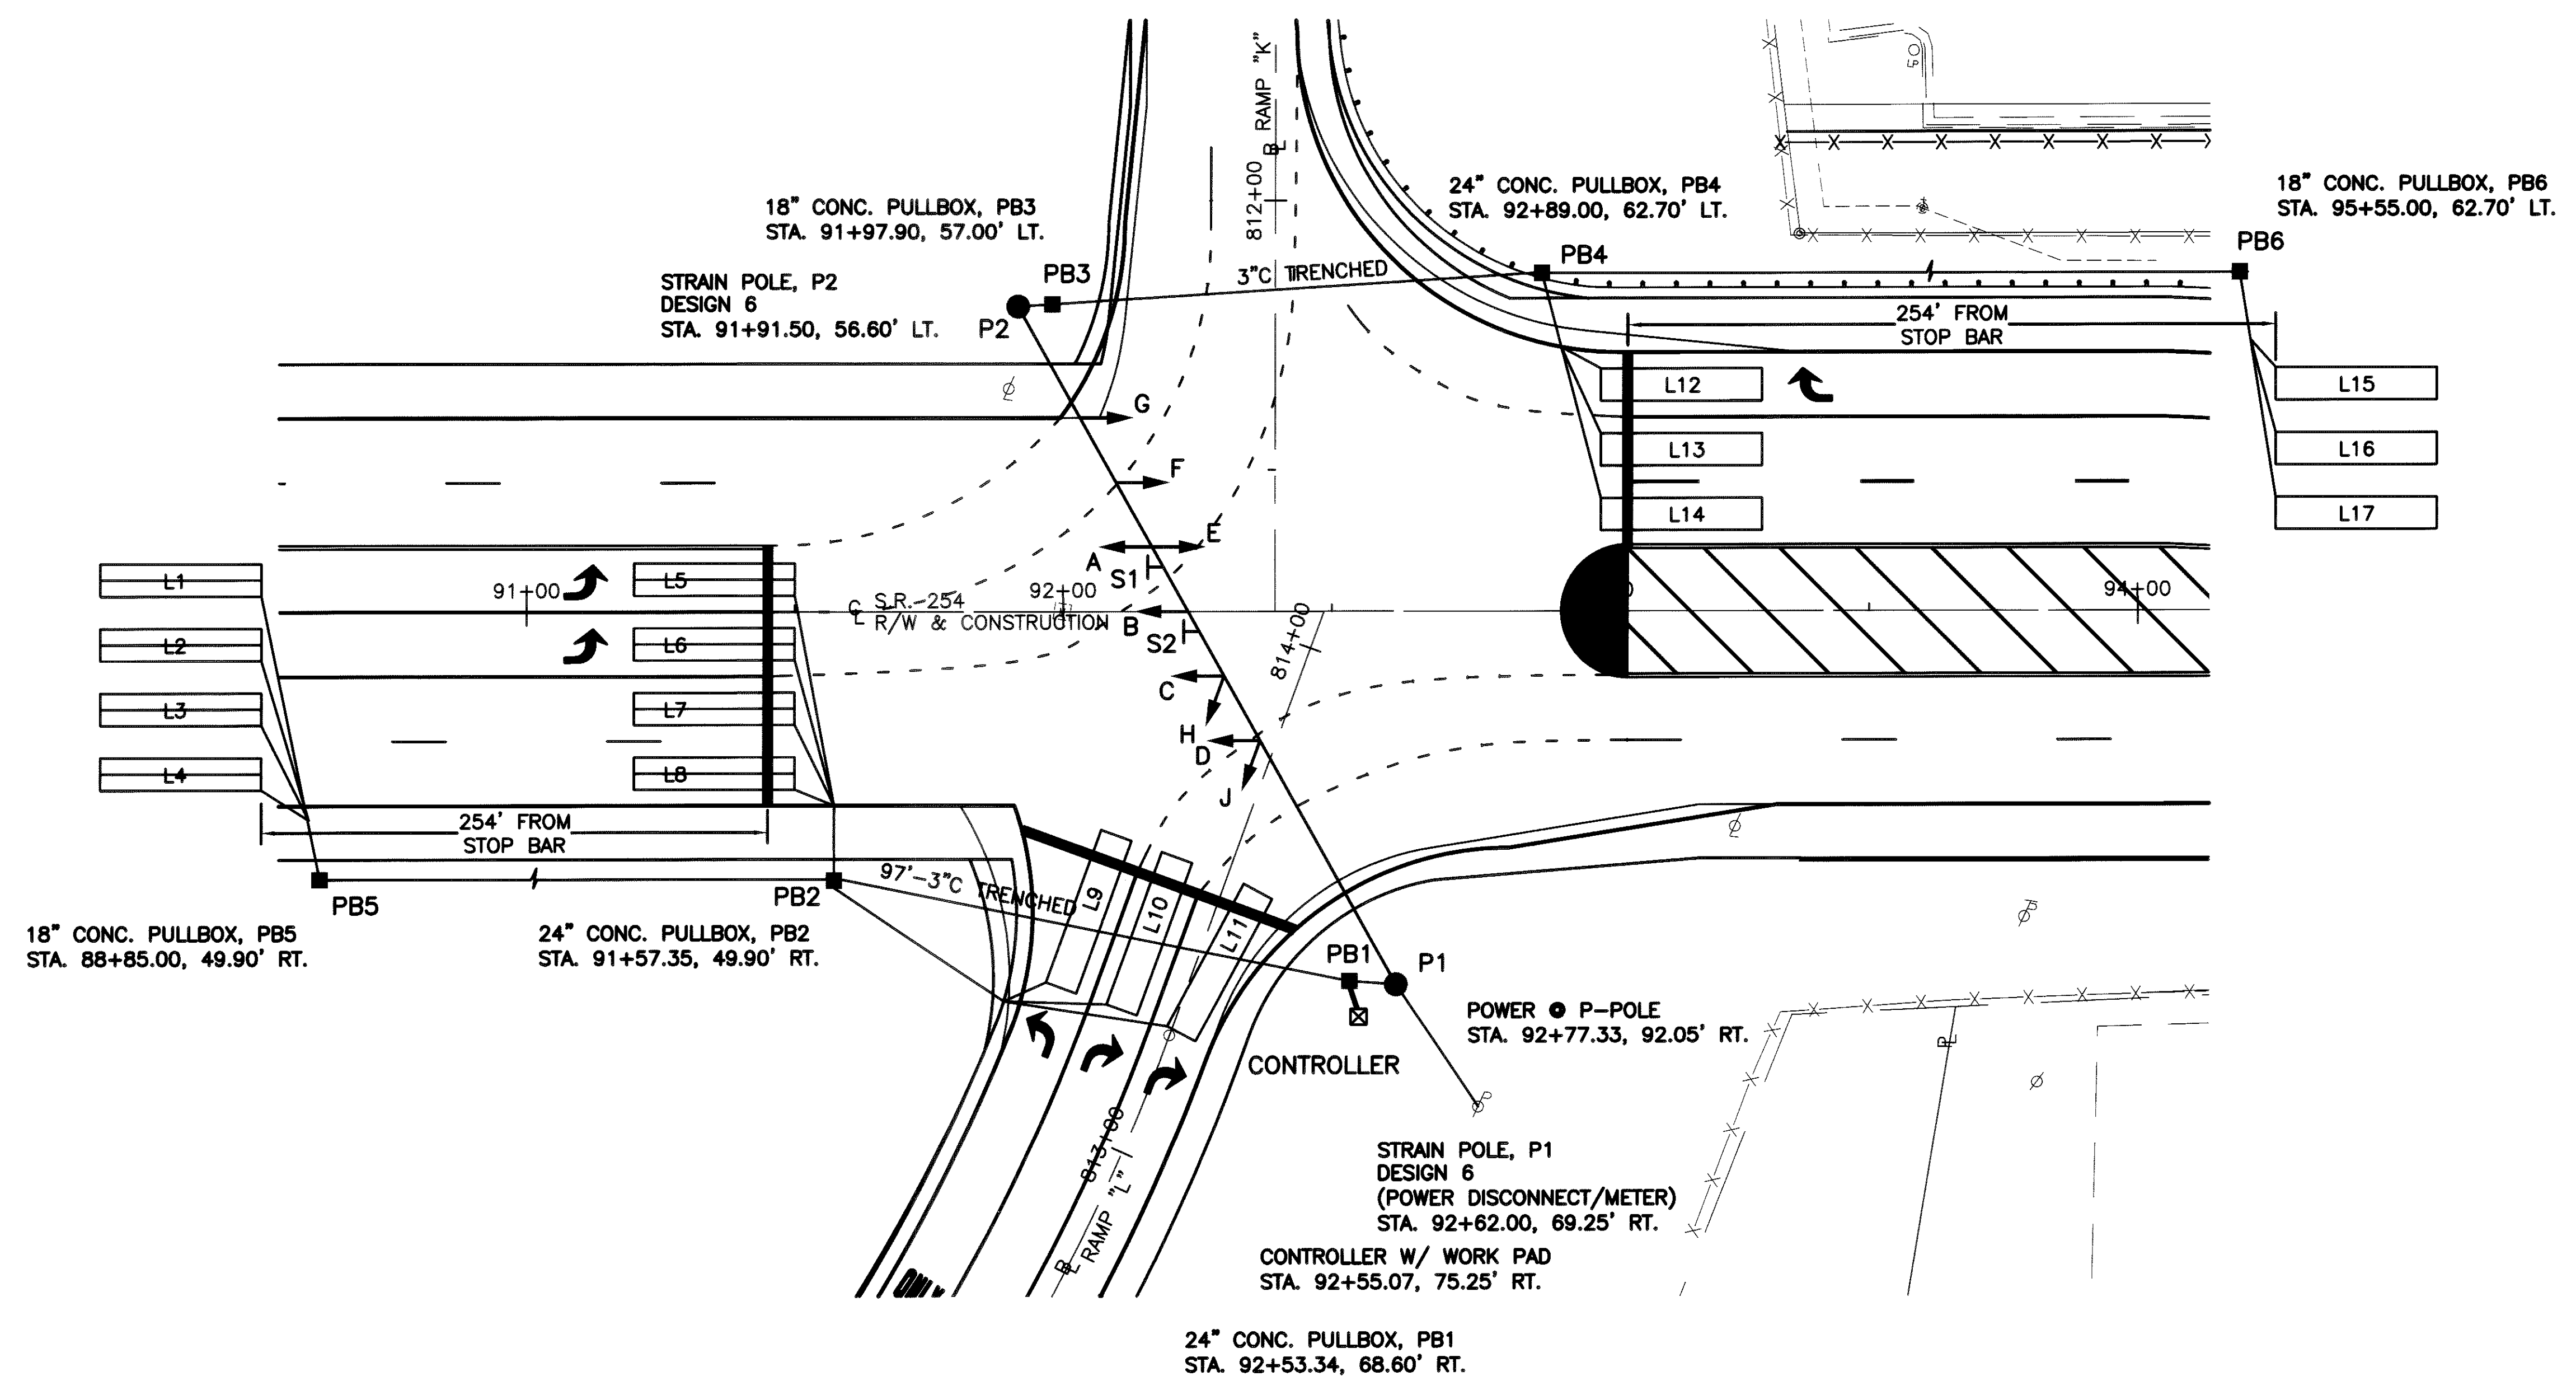 RAMP "K"
B/L
812+00
LP
18" CONC. PULLBOX, PB3
STA. 91+97.90, 57.00' LT.
24" CONC. PULLBOX, PB4
STA. 92+89.00, 62.70' LT.
18" CONC. PULLBOX, PB6
STA. 95+55.00, 62.70' LT.
STRAIN POLE, P2
DESIGN 6
STA. 91+91.50, 56.60' LT.
PB3
P2
3"C TRENCHED
PB4
PB6
254' FROM
STOP BAR
G
F
E
A
S1
B
S2
C
H
D
J
L12
L13
L14
L15
L16
L17
L1
L2
L3
L4
L5
L6
L7
L8
91+00
92+00
94+00
S.R. 254
R/W & CONSTRUCTION
814+00
254' FROM
STOP BAR
PB5
PB2
97'-3"C TRENCHED
L9
L10
L11
18" CONC. PULLBOX, PB5
STA. 88+85.00, 49.90' RT.
24" CONC. PULLBOX, PB2
STA. 91+57.35, 49.90' RT.
PB1
P1
CONTROLLER
POWER @ P-POLE
STA. 92+77.33, 92.05' RT.
STRAIN POLE, P1
DESIGN 6
(POWER DISCONNECT/METER)
STA. 92+62.00, 69.25' RT.
CONTROLLER W/ WORK PAD
STA. 92+55.07, 75.25' RT.
24" CONC. PULLBOX, PB1
STA. 92+53.34, 68.60' RT.
813+00
B/L RAMP "L"
ONLY